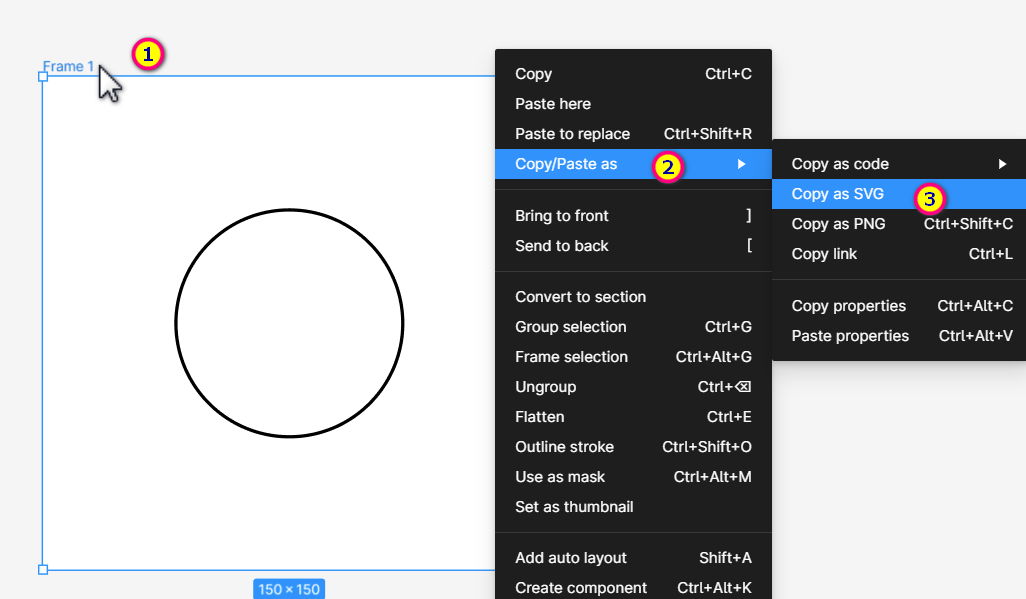 Frame 1
1
Copy Ctrl+C
Paste here
Paste to replace Ctrl+Shift+R
Copy/Paste as
2
Bring to front ]
Send to back [
Convert to section
Group selection Ctrl+G
Frame selection Ctrl+Alt+G
Ungroup Ctrl+⌫
Flatten Ctrl+E
Outline stroke Ctrl+Shift+O
Use as mask Ctrl+Alt+M
Set as thumbnail
Add auto layout Shift+A
Create component Ctrl+Alt+K
Copy as code
Copy as SVG
3
Copy as PNG Ctrl+Shift+C
Copy link Ctrl+L
Copy properties Ctrl+Alt+C
Paste properties Ctrl+Alt+V
150 × 150